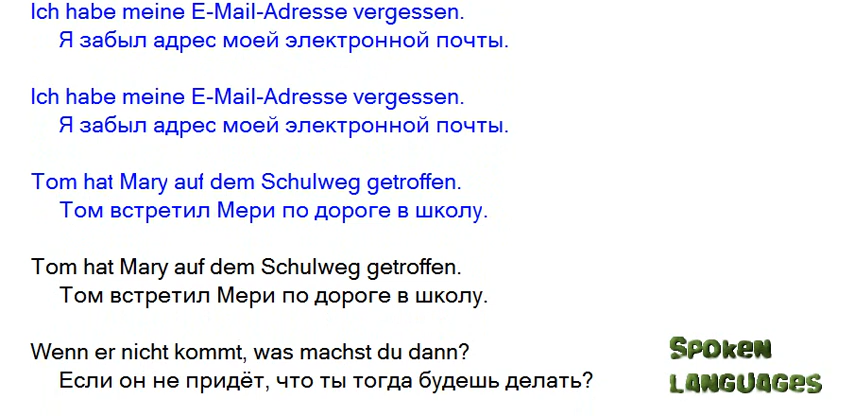 Ich habe meine E-Mail-Adresse vergessen.
Я забыл адрес моей электронной почты.
Ich habe meine E-Mail-Adresse vergessen.
Я забыл адрес моей электронной почты.
Tom hat Mary auf dem Schulweg getroffen.
Том встретил Мери по дороге в школу.
Tom hat Mary auf dem Schulweg getroffen.
Том встретил Мери по дороге в школу.
Wenn er nicht kommt, was machst du dann?
Если он не придёт, что ты тогда будешь делать?
Spoken
Languages